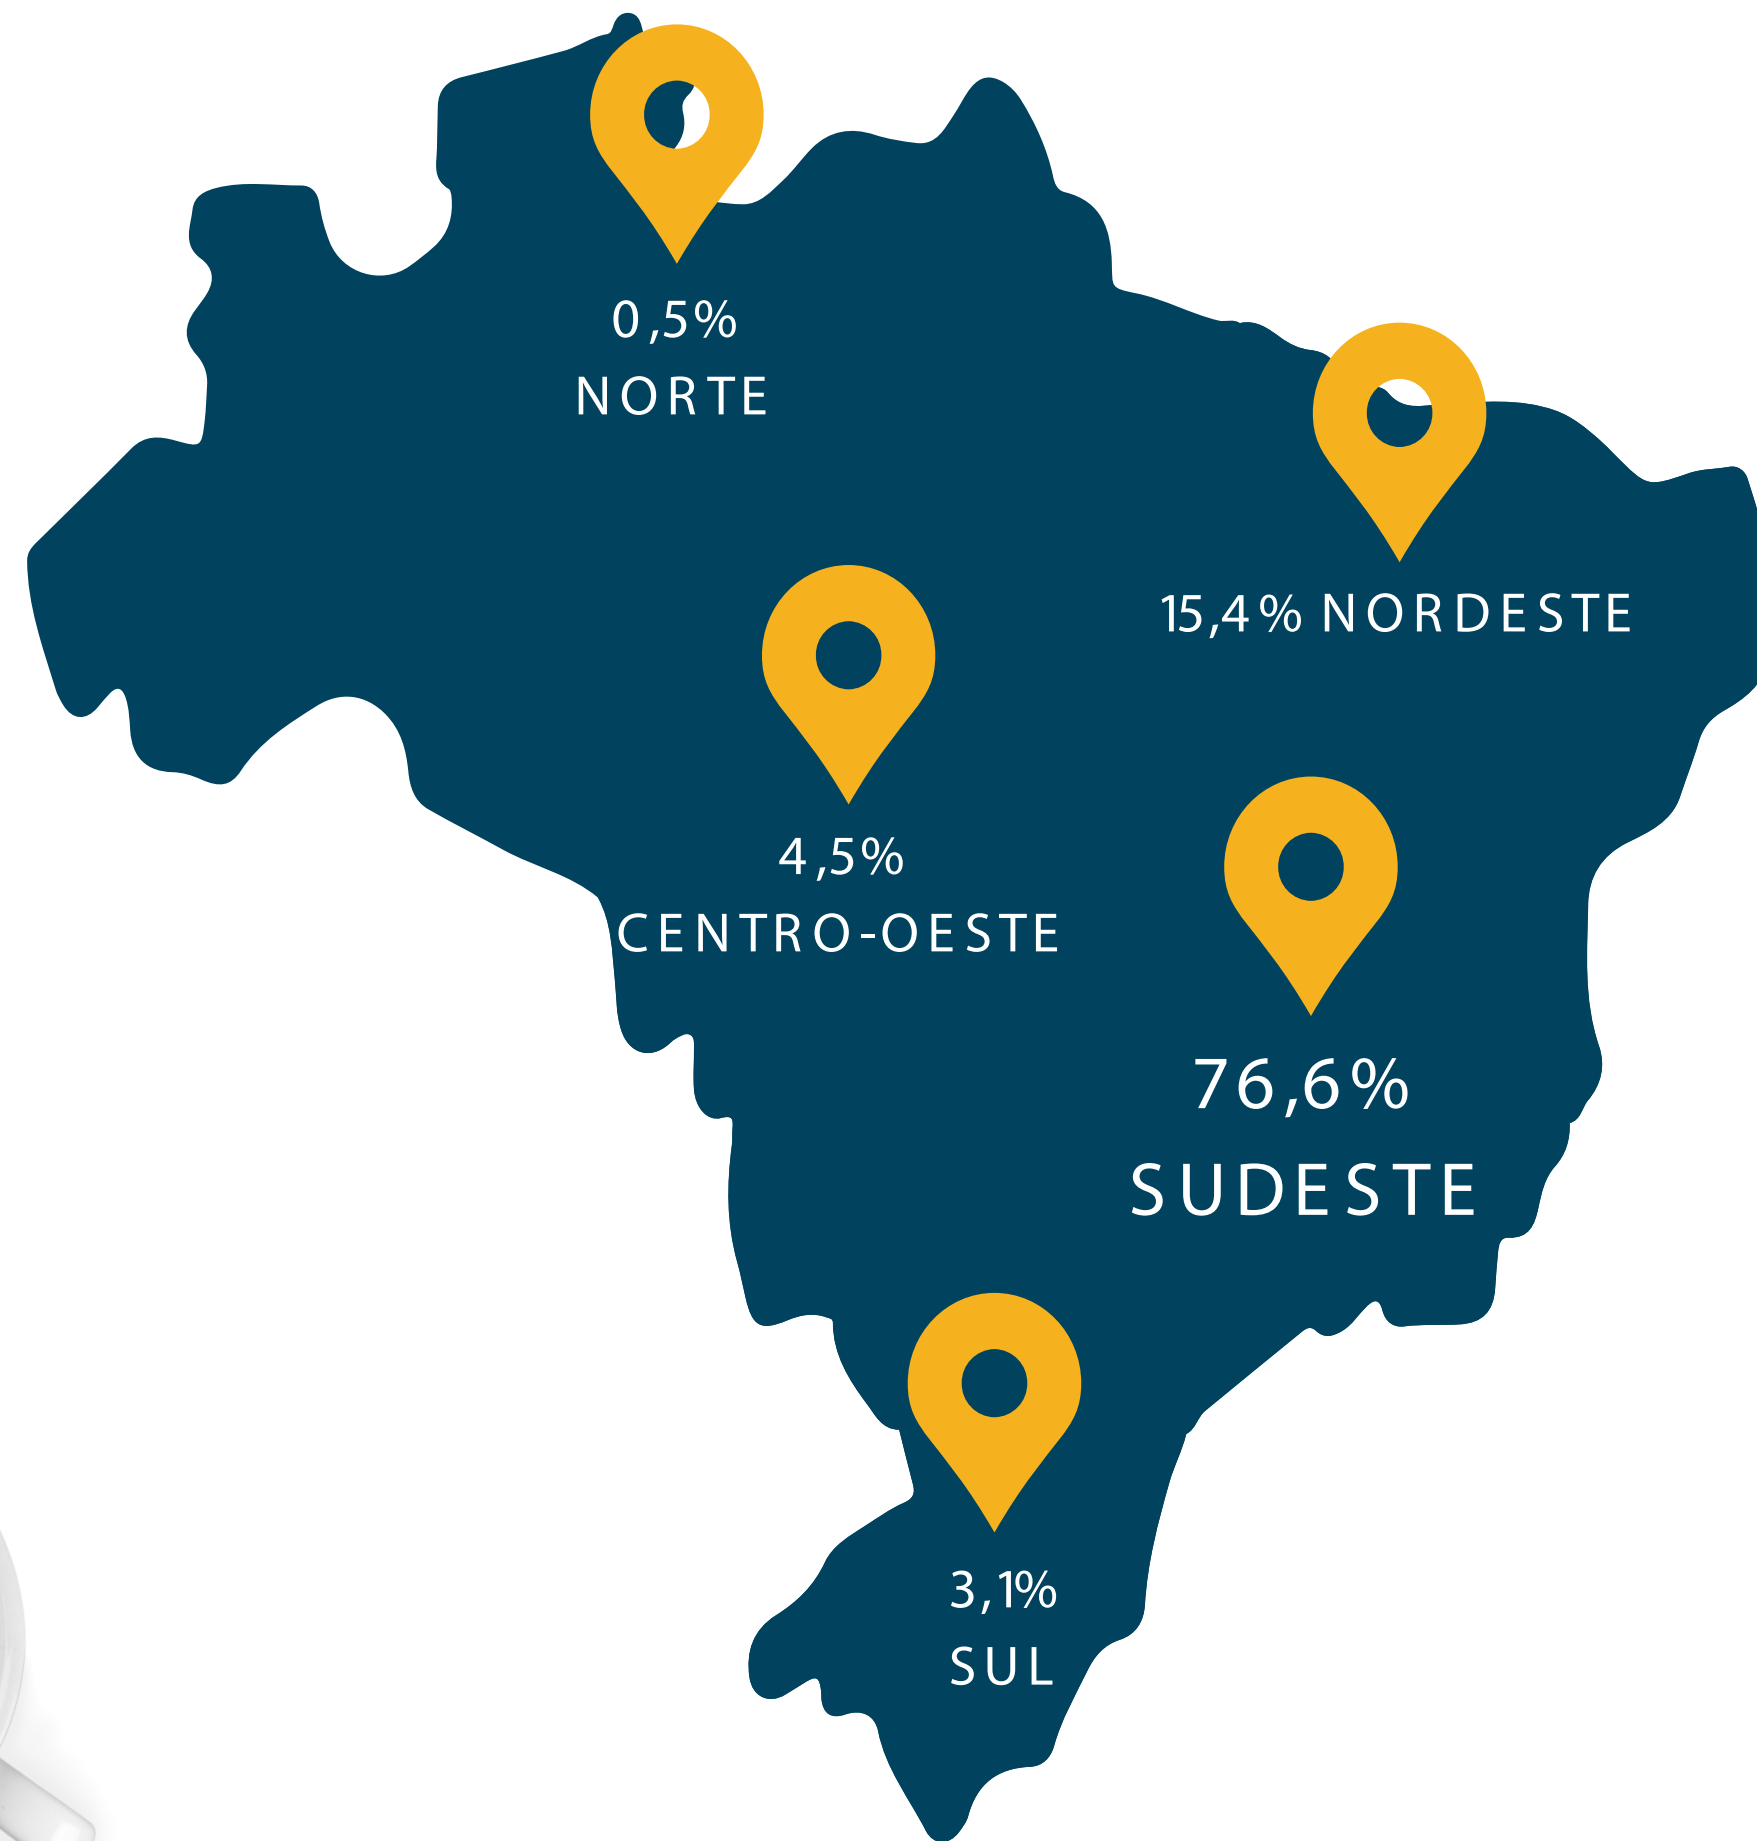 0,5%
NORTE
15,4% NORDESTE
4,5%
CENTRO-OESTE
76,6%
SUDESTE
3,1%
SUL